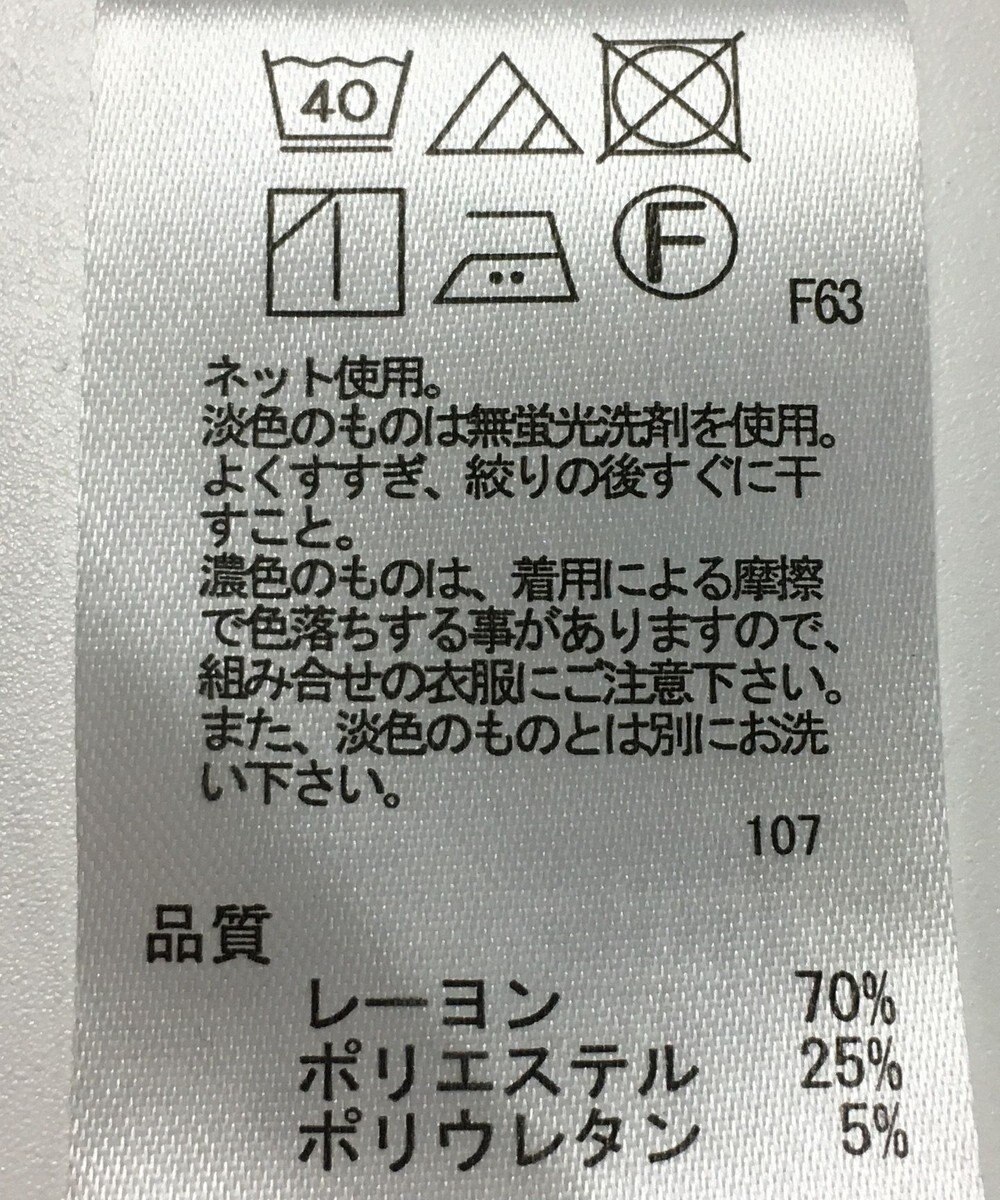 40
F
F63
ネット使用。
淡色のものは無蛍光洗剤を使用。
よくすすぎ、絞りの後すぐに干
すこと。
濃色のものは、着用による摩擦
で色落ちする事がありますので、
組み合せの衣服にご注意下さい。
また、淡色のものとは別にお洗
い下さい。
107
品質
レーヨン 70%
ポリエステル 25%
ポリウレタン 5%